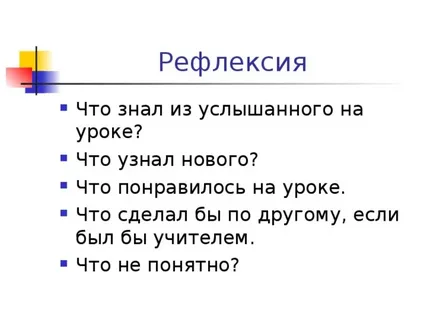 Рефлексия
Что знал из услышанного на
уроке?
Что узнал нового?
Что понравилось на уроке.
Что сделал бы по другому, если
был бы учителем.
Что не понятно?